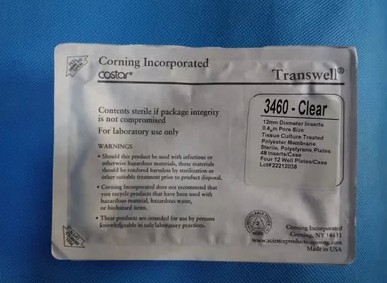 Corning Incorporated
COSTAR®
Transwell®
3460 - Clear
12mm Diameter Inserts
0.4µm Pore Size
Tissue Culture Treated
Polyester Membrane
Sterile, Polystyrene Plates
48 Inserts/Case
Four 12 Well Plates/Case
Lot#22212038
Contents sterile if package integrity
is not compromised
For laboratory use only
WARNINGS
• Should this product be used with infectious or
otherwise hazardous materials, those materials
should be rendered harmless by sterilization or
other suitable treatment prior to product disposal.
• Corning Incorporated does not recommend that
you recycle products that have been used with
hazardous material, hazardous waste,
or biohazard items.
• These products are intended for use by persons
knowledgeable in safe laboratory practices.
Corning Incorporated
Corning, NY 14831
Made in USA